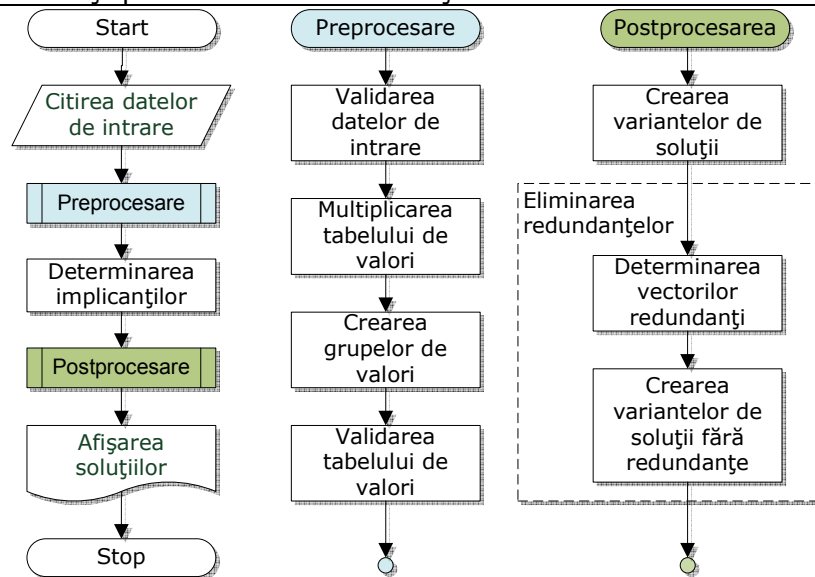 Start
Citirea datelor
de intrare
Preprocesare
Determinarea
implicanţilor
Postprocesare
Afişarea
soluţiilor
Stop
Preprocesare
Validarea
datelor de
intrare
Multiplicarea
tabelului de
valori
Crearea
grupelor de
valori
Validarea
tabelului de
valori
Postprocesarea
Crearea
variantelor de
soluţii
Eliminarea
redundanţelor
Determinarea
vectorilor
redundanţi
Crearea
variantelor de
soluţii fără
redundanţe